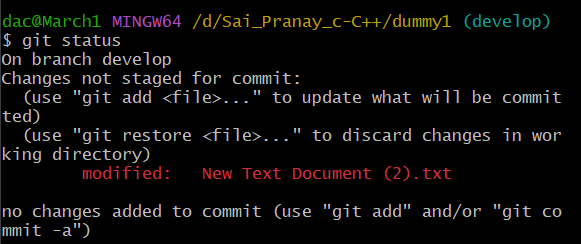 dac@March1 MINGW64 /d/Sai_Pranay_c-C++/dummy1 (develop)
$ git status
On branch develop
Changes not staged for commit:
  (use "git add <file>..." to update what will be commit
ted)
  (use "git restore <file>..." to discard changes in wor
king directory)
        modified:   New Text Document (2).txt

no changes added to commit (use "git add" and/or "git co
mmit -a")